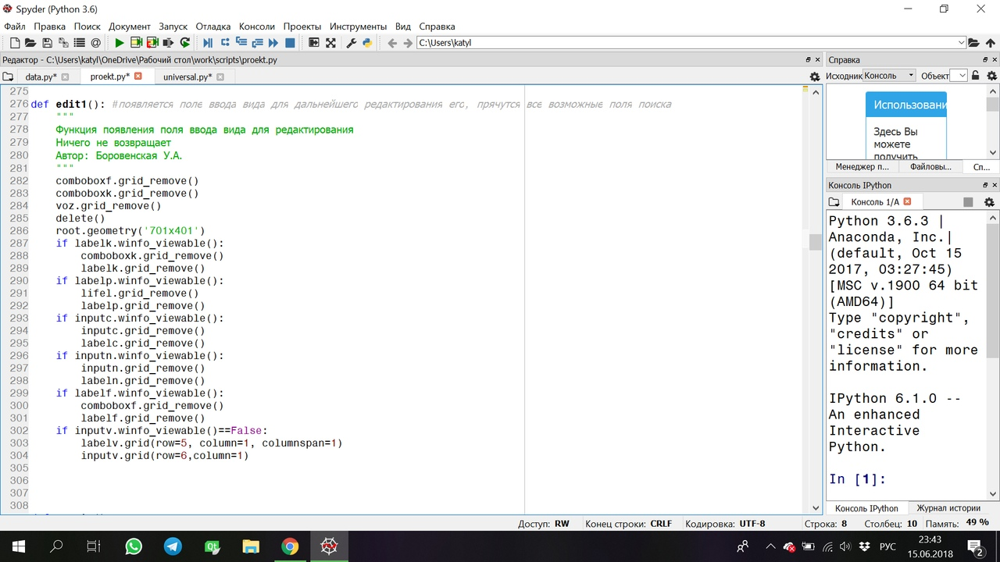 Spyder (Python 3.6)
Файл Правка Поиск Документ Запуск Отладка Консоли Проекты Инструменты Вид Справка
C:\Users\katyl
Редактор - C:\Users\katyl\OneDrive\Рабочий стол\work\scripts\proekt.py
data.py* proekt.py* universal.py*
275
276 def edit1(): #появляется поле ввода вида для дальнейшего редактирования его, прячутся все возможные поля поиска
277 """
278 Функция появления поля ввода вида для редактирования
279 Ничего не возвращает
280 Автор: Боровенская У.А.
281 """
282 comboboxf.grid_remove()
283 comboboxk.grid_remove()
284 voz.grid_remove()
285 delete()
286 root.geometry('701x401')
287 if labelk.winfo_viewable():
288 comboboxk.grid_remove()
289 labelk.grid_remove()
290 if labelp.winfo_viewable():
291 lifel.grid_remove()
292 labelp.grid_remove()
293 if inputc.winfo_viewable():
294 inputc.grid_remove()
295 labelc.grid_remove()
296 if inputn.winfo_viewable():
297 inputn.grid_remove()
298 labeln.grid_remove()
299 if labelf.winfo_viewable():
300 comboboxf.grid_remove()
301 labelf.grid_remove()
302 if inputv.winfo_viewable()==False:
303 labelv.grid(row=5, column=1, columnspan=1)
304 inputv.grid(row=6,column=1)
305
306
307
308
Справка
Исходник Консоль Объект
Использовани
Здесь Вы
можете
получить
Менеджер п... Файловы... Сп...
Консоль IPython
Консоль 1/A
Python 3.6.3 |
Anaconda, Inc.|
(default, Oct 15
2017, 03:27:45)
[MSC v.1900 64 bit
(AMD64)]
Type "copyright",
"credits" or
"license" for more
information.
IPython 6.1.0 --
An enhanced
Interactive
Python.
In [1]:
Консоль IPython Журнал истории
Доступ: RW Конец строки: CRLF Кодировка: UTF-8 Строка: 8 Столбец: 10 Память: 49 %
РУС
23:43
15.06.2018
2